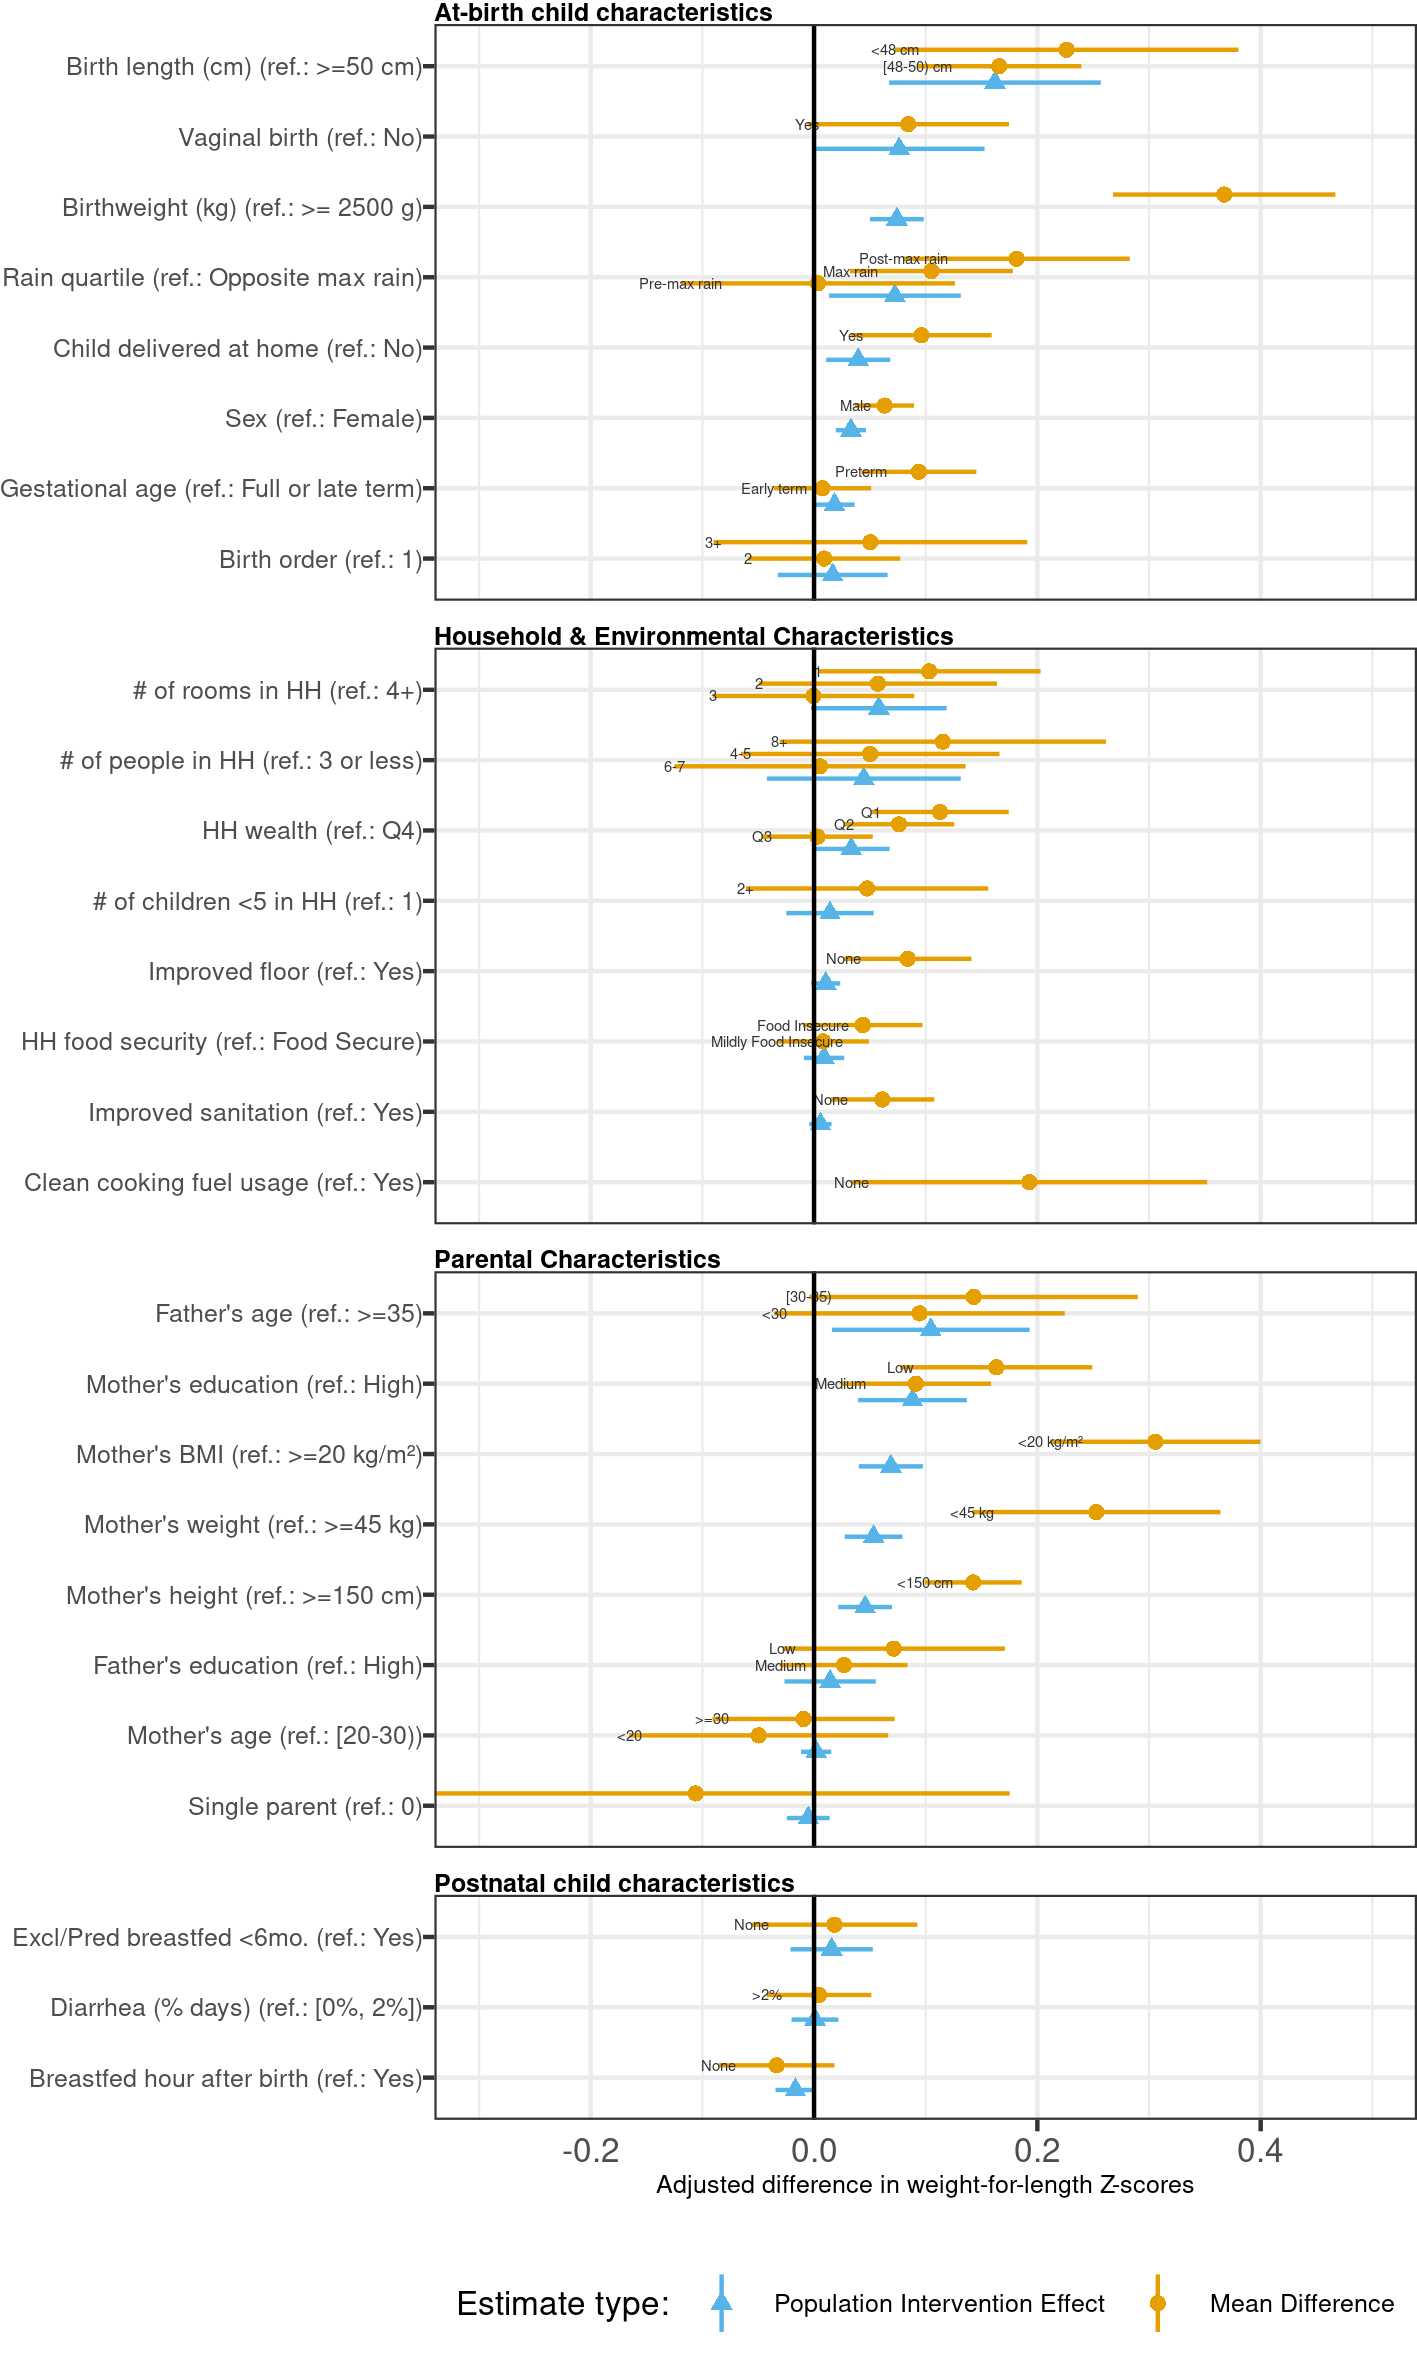 At-birth child characteristics
<48 cm
Birth length (cm) (ref.: >=50 cm)
[48-50) cm
Yes
Vaginal birth (ref.: No)
Birthweight (kg) (ref.: >= 2500 g)
Post-max rain
Max rain
Rain quartile (ref.: Opposite max rain)
Pre-max rain
Yes
Child delivered at home (ref.: No)
Male
Sex (ref.: Female)
Preterm
Gestational age (ref.: Full or late term)
Early term
3+
Birth order (ref.: 1)
2
Household & Environmental Characteristics
1
2
# of rooms in HH (ref.: 4+)
3
8+
4-5
# of people in HH (ref.: 3 or less)
6-7
Q1
Q2
HH wealth (ref.: Q4)
Q3
2+
# of children <5 in HH (ref.: 1)
None
Improved floor (ref.: Yes)
Food Insecure
HH food security (ref.: Food Secure)
Mildly Food Insecure
None
Improved sanitation (ref.: Yes)
Clean cooking fuel usage (ref.: Yes)
None
Parental Characteristics
[30-35)
Father's age (ref.: >=35)
<30
Low
Mother's education (ref.: High)
Medium
<20 kg/m²
Mother's BMI (ref.: >=20 kg/m²)
<45 kg
Mother's weight (ref.: >=45 kg)
<150 cm
Mother's height (ref.: >=150 cm)
Low
Father's education (ref.: High)
Medium
>=30
Mother's age (ref.: [20-30))
<20
Single parent (ref.: 0)
Postnatal child characteristics
None
Excl/Pred breastfed <6mo. (ref.: Yes)
>2%
Diarrhea (% days) (ref.: [0%, 2%])
None
Breastfed hour after birth (ref.: Yes)
-0.2 0.0 0.2 0.4
Adjusted difference in weight-for-length Z-scores
Estimate type: Population Intervention Effect Mean Difference